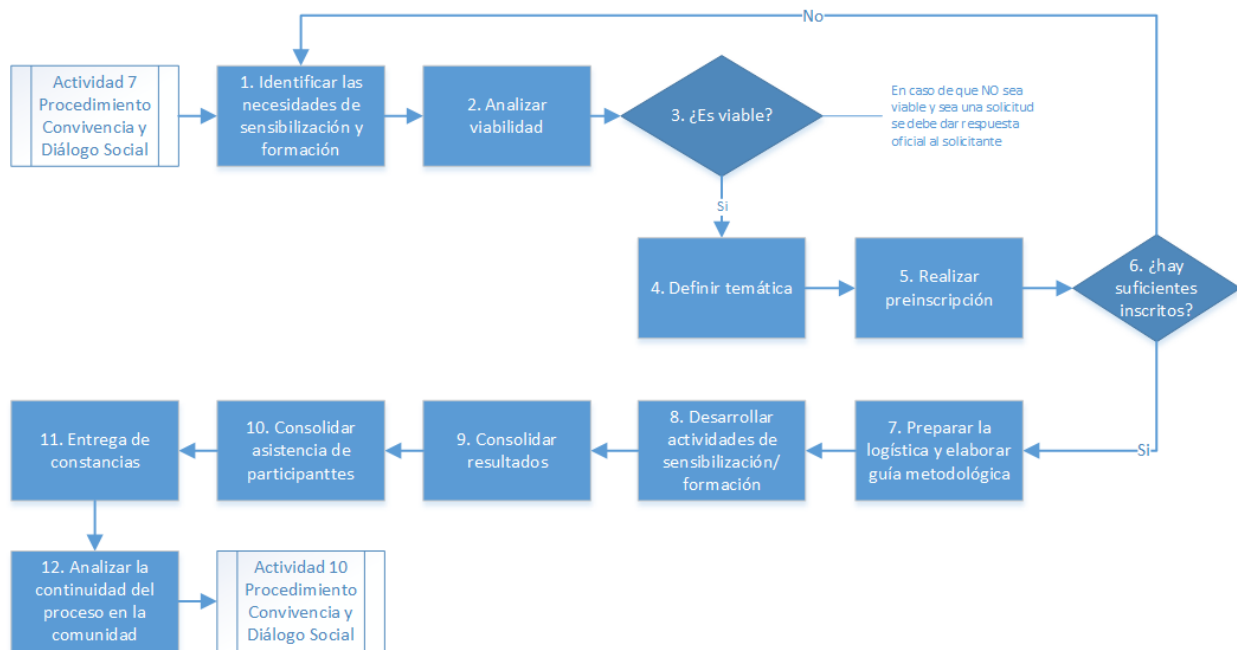 No
Actividad 7
Procedimiento
Convivencia y
Diálogo Social
1. Identificar las
necesidades de
sensibilización y
formación
2. Analizar
viabilidad
3. ¿Es viable?
En caso de que NO sea
viable y sea una solicitud
se debe dar respuesta
oficial al solicitante
Si
4. Definir temática
5. Realizar
preinscripción
6. ¿hay
suficientes
inscritos?
Si
7. Preparar la
logística y elaborar
guía metodológica
8. Desarrollar
actividades de
sensibilización/
formación
9. Consolidar
resultados
10. Consolidar
asistencia de
participanttes
11. Entrega de
constancias
12. Analizar la
continuidad del
proceso en la
comunidad
Actividad 10
Procedimiento
Convivencia y
Diálogo Social